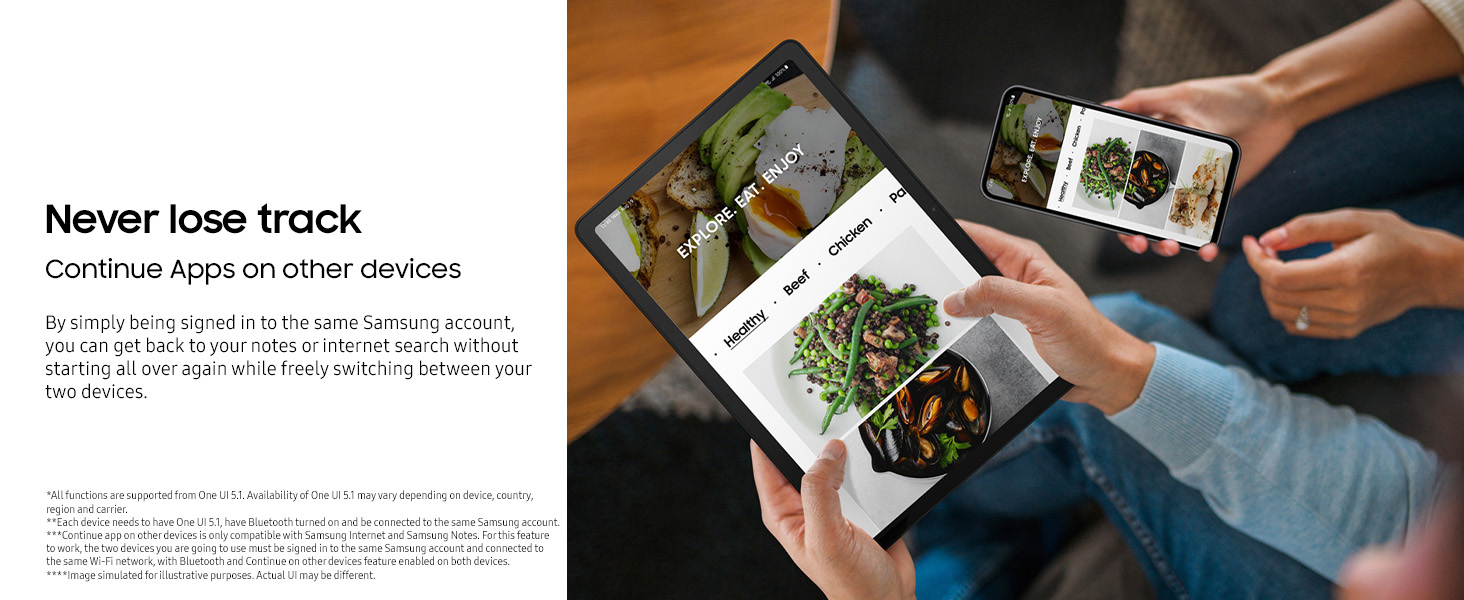 Never lose track
Continue Apps on other devices
By simply being signed in to the same Samsung account,
you can get back to your notes or internet search without
starting all over again while freely switching between your
two devices.
*All functions are supported from One UI 5.1. Availability of One UI 5.1 may vary depending on device, country,
region and carrier.
**Each device needs to have One UI 5.1, have Bluetooth turned on and be connected to the same Samsung account.
***Continue app on other devices is only compatible with Samsung Internet and Samsung Notes. For this feature
to work, the two devices you are going to use must be signed in to the same Samsung account and connected to
the same Wi-Fi network, with Bluetooth and Continue on other devices feature enabled on both devices.
****Image simulated for illustrative purposes. Actual UI may be different.
100%
EXPLORE. EAT. ENJOY
· Healthy · Beef · Chicken · Pa
EXPLORE. EAT. ENJOY
· Healthy · Beef · Chicken · Pa